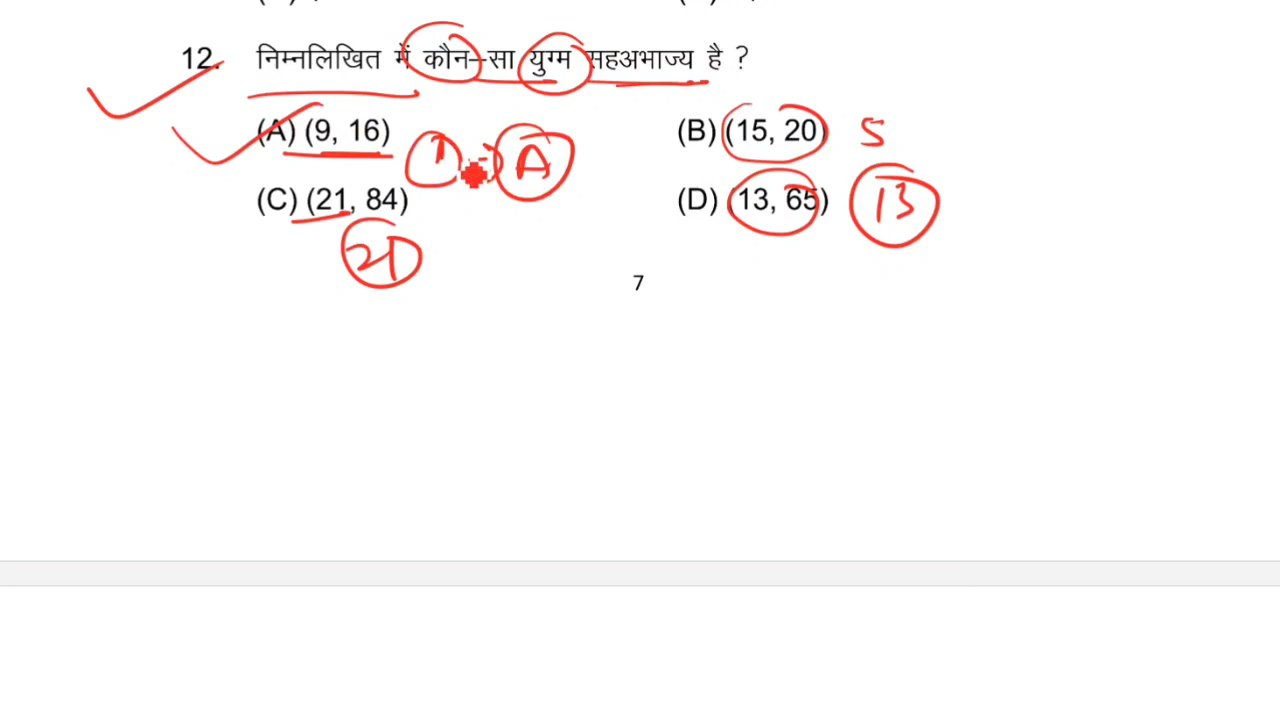 12. निम्नलिखित में कौन-सा युग्म सहअभाज्य है ?
(A) (9, 16) 1 A (B) (15, 20) 5
(C) (21, 84) 21 (D) (13, 65) 13
7